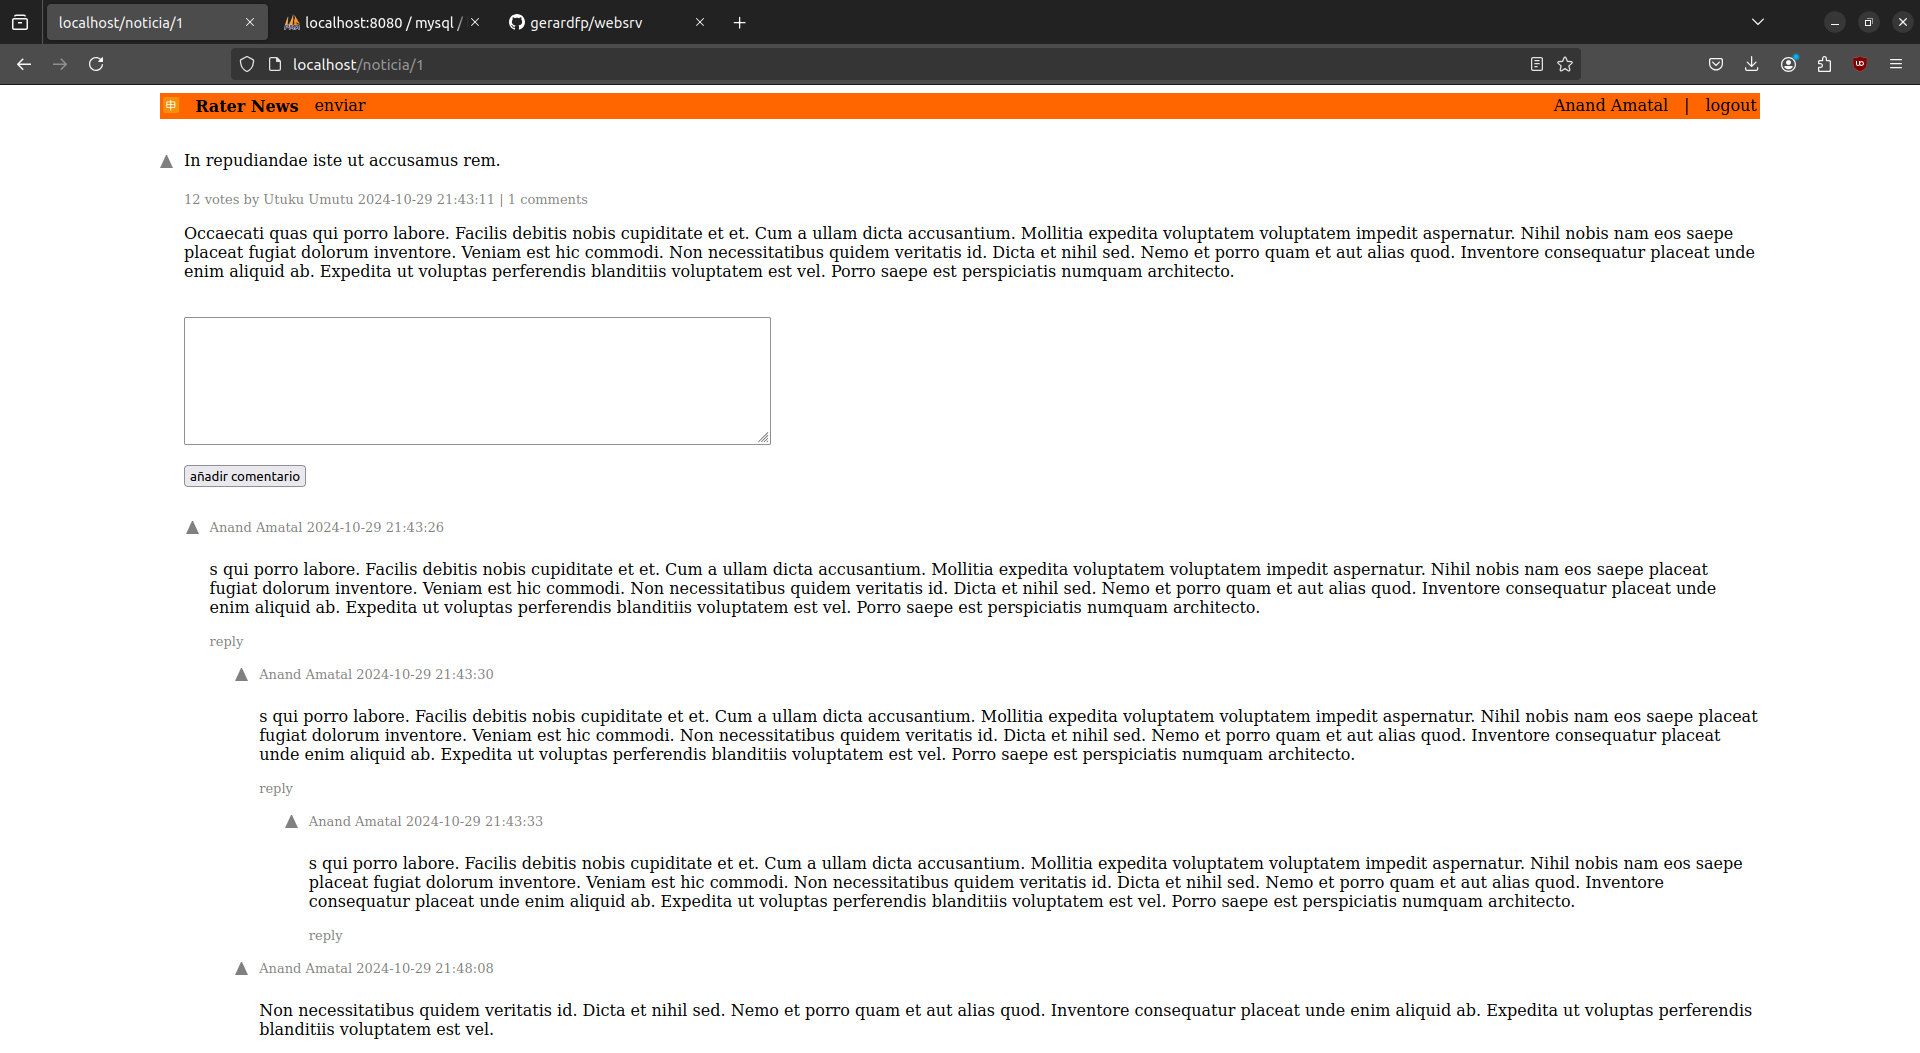 localhost/noticia/1
localhost:8080 / mysql /
gerardfp/websrv
localhost/noticia/1
申 Rater News enviar Anand Amatal | logout
In repudiandae iste ut accusamus rem.
12 votes by Utuku Umutu 2024-10-29 21:43:11 | 1 comments
Occaecati quas qui porro labore. Facilis debitis nobis cupiditate et et. Cum a ullam dicta accusantium. Mollitia expedita voluptatem voluptatem impedit aspernatur. Nihil nobis nam eos saepe
placeat fugiat dolorum inventore. Veniam est hic commodi. Non necessitatibus quidem veritatis id. Dicta et nihil sed. Nemo et porro quam et aut alias quod. Inventore consequatur placeat unde
enim aliquid ab. Expedita ut voluptas perferendis blanditiis voluptatem est vel. Porro saepe est perspiciatis numquam architecto.
añadir comentario
Anand Amatal 2024-10-29 21:43:26
s qui porro labore. Facilis debitis nobis cupiditate et et. Cum a ullam dicta accusantium. Mollitia expedita voluptatem voluptatem impedit aspernatur. Nihil nobis nam eos saepe placeat
fugiat dolorum inventore. Veniam est hic commodi. Non necessitatibus quidem veritatis id. Dicta et nihil sed. Nemo et porro quam et aut alias quod. Inventore consequatur placeat unde
enim aliquid ab. Expedita ut voluptas perferendis blanditiis voluptatem est vel. Porro saepe est perspiciatis numquam architecto.
reply
Anand Amatal 2024-10-29 21:43:30
s qui porro labore. Facilis debitis nobis cupiditate et et. Cum a ullam dicta accusantium. Mollitia expedita voluptatem voluptatem impedit aspernatur. Nihil nobis nam eos saepe placeat
fugiat dolorum inventore. Veniam est hic commodi. Non necessitatibus quidem veritatis id. Dicta et nihil sed. Nemo et porro quam et aut alias quod. Inventore consequatur placeat
unde enim aliquid ab. Expedita ut voluptas perferendis blanditiis voluptatem est vel. Porro saepe est perspiciatis numquam architecto.
reply
Anand Amatal 2024-10-29 21:43:33
s qui porro labore. Facilis debitis nobis cupiditate et et. Cum a ullam dicta accusantium. Mollitia expedita voluptatem voluptatem impedit aspernatur. Nihil nobis nam eos saepe
placeat fugiat dolorum inventore. Veniam est hic commodi. Non necessitatibus quidem veritatis id. Dicta et nihil sed. Nemo et porro quam et aut alias quod. Inventore
consequatur placeat unde enim aliquid ab. Expedita ut voluptas perferendis blanditiis voluptatem est vel. Porro saepe est perspiciatis numquam architecto.
reply
Anand Amatal 2024-10-29 21:48:08
Non necessitatibus quidem veritatis id. Dicta et nihil sed. Nemo et porro quam et aut alias quod. Inventore consequatur placeat unde enim aliquid ab. Expedita ut voluptas perferendis
blanditiis voluptatem est vel.